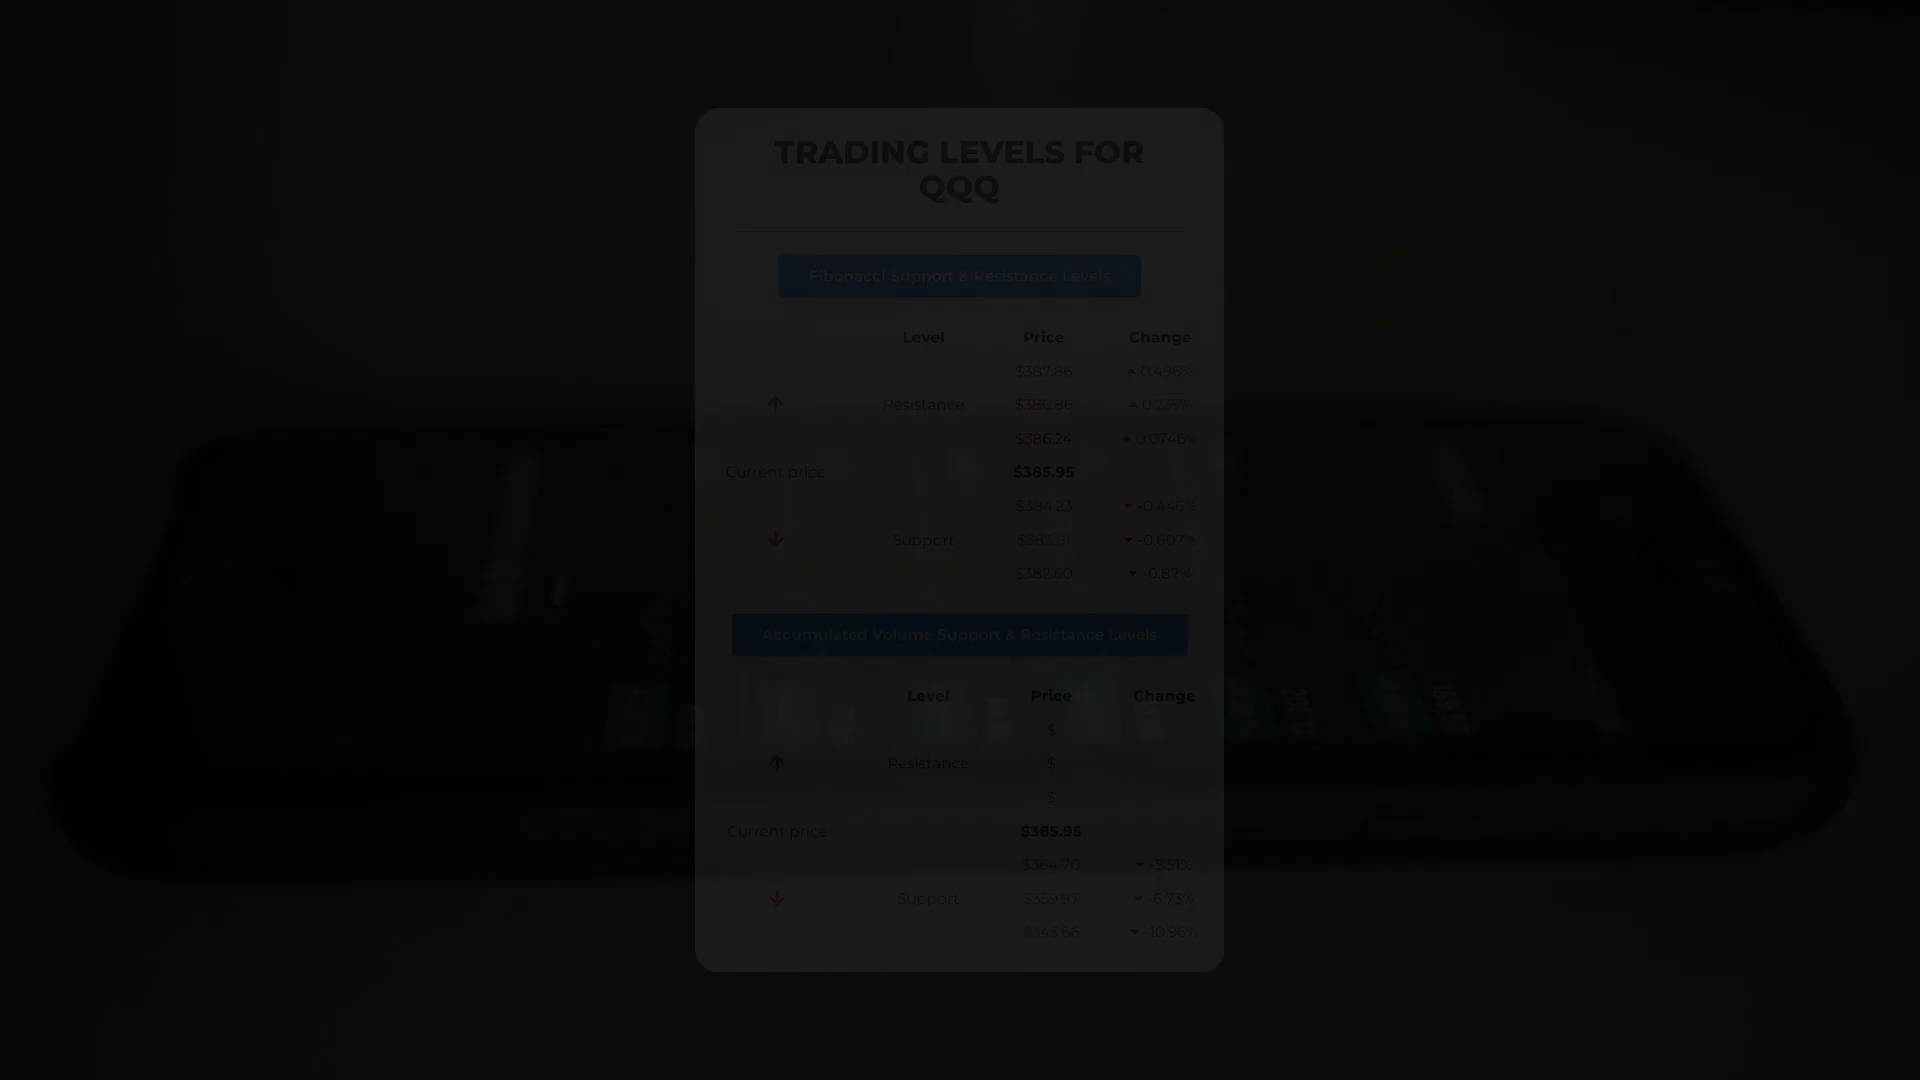 TRADING LEVELS FOR
QQQ
Fibonacci Support & Resistance Levels
Level Price Change
$387.86 0.496%
Resistance $386.86 0.235%
$386.24 0.0746%
Current price $385.95
$384.23 -0.446%
Support $383.61 -0.607%
$382.60 -0.87%
Accumulated Volume Support & Resistance Levels
Level Price Change
$
Resistance $
$
Current price $385.95
$364.70 -5.51%
Support $359.97 -6.73%
$343.66 -10.96%